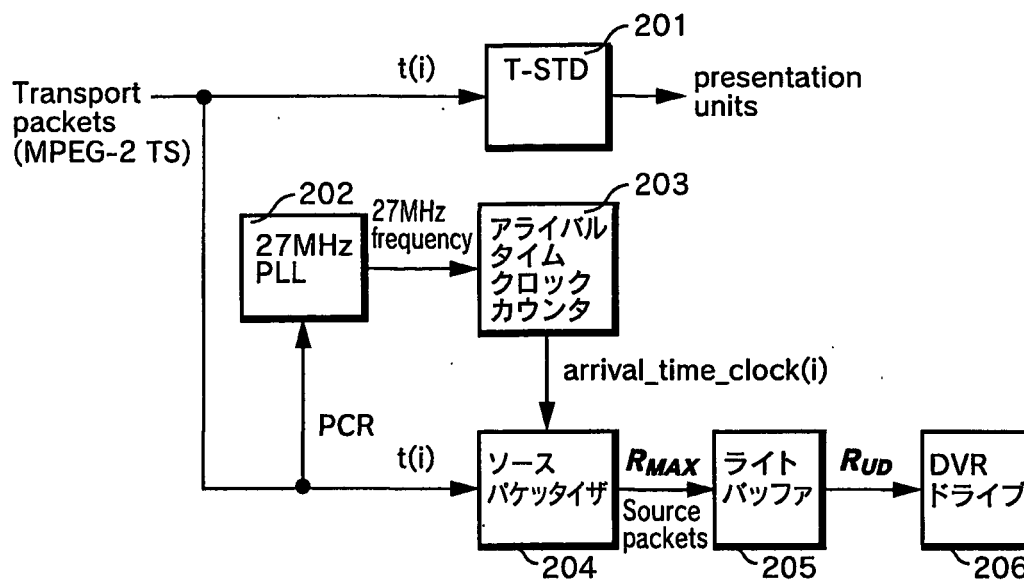 201
t(i)
T-STD
Transport
packets
(MPEG-2 TS)
presentation
units
202
203
27MHz
frequency
27MHz
PLL
アライバル
タイム
クロック
カウンタ
arrival_time_clock(i)
PCR
t(i)
ソース
パケッタイザ
RMAX
Source
packets
ライト
バッファ
RUD
DVR
ドライブ
204
205
206